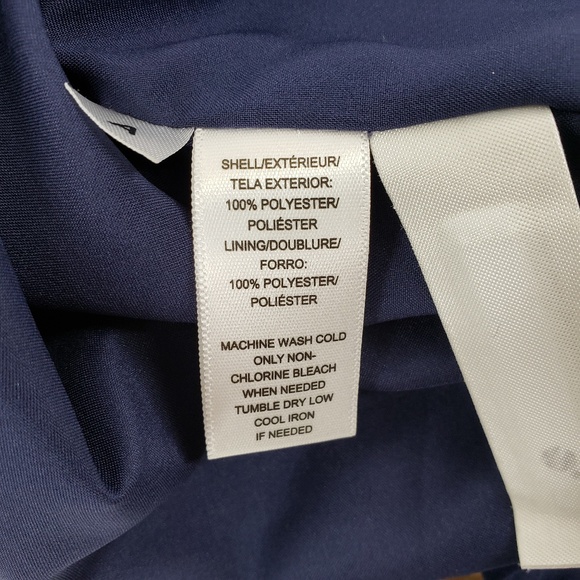 SHELL/EXTÉRIEUR/
TELA EXTERIOR:
100% POLYESTER/
POLIÉSTER
LINING/DOUBLURE/
FORRO:
100% POLYESTER/
POLIÉSTER
MACHINE WASH COLD
ONLY NON-
CHLORINE BLEACH
WHEN NEEDED
TUMBLE DRY LOW
COOL IRON
IF NEEDED